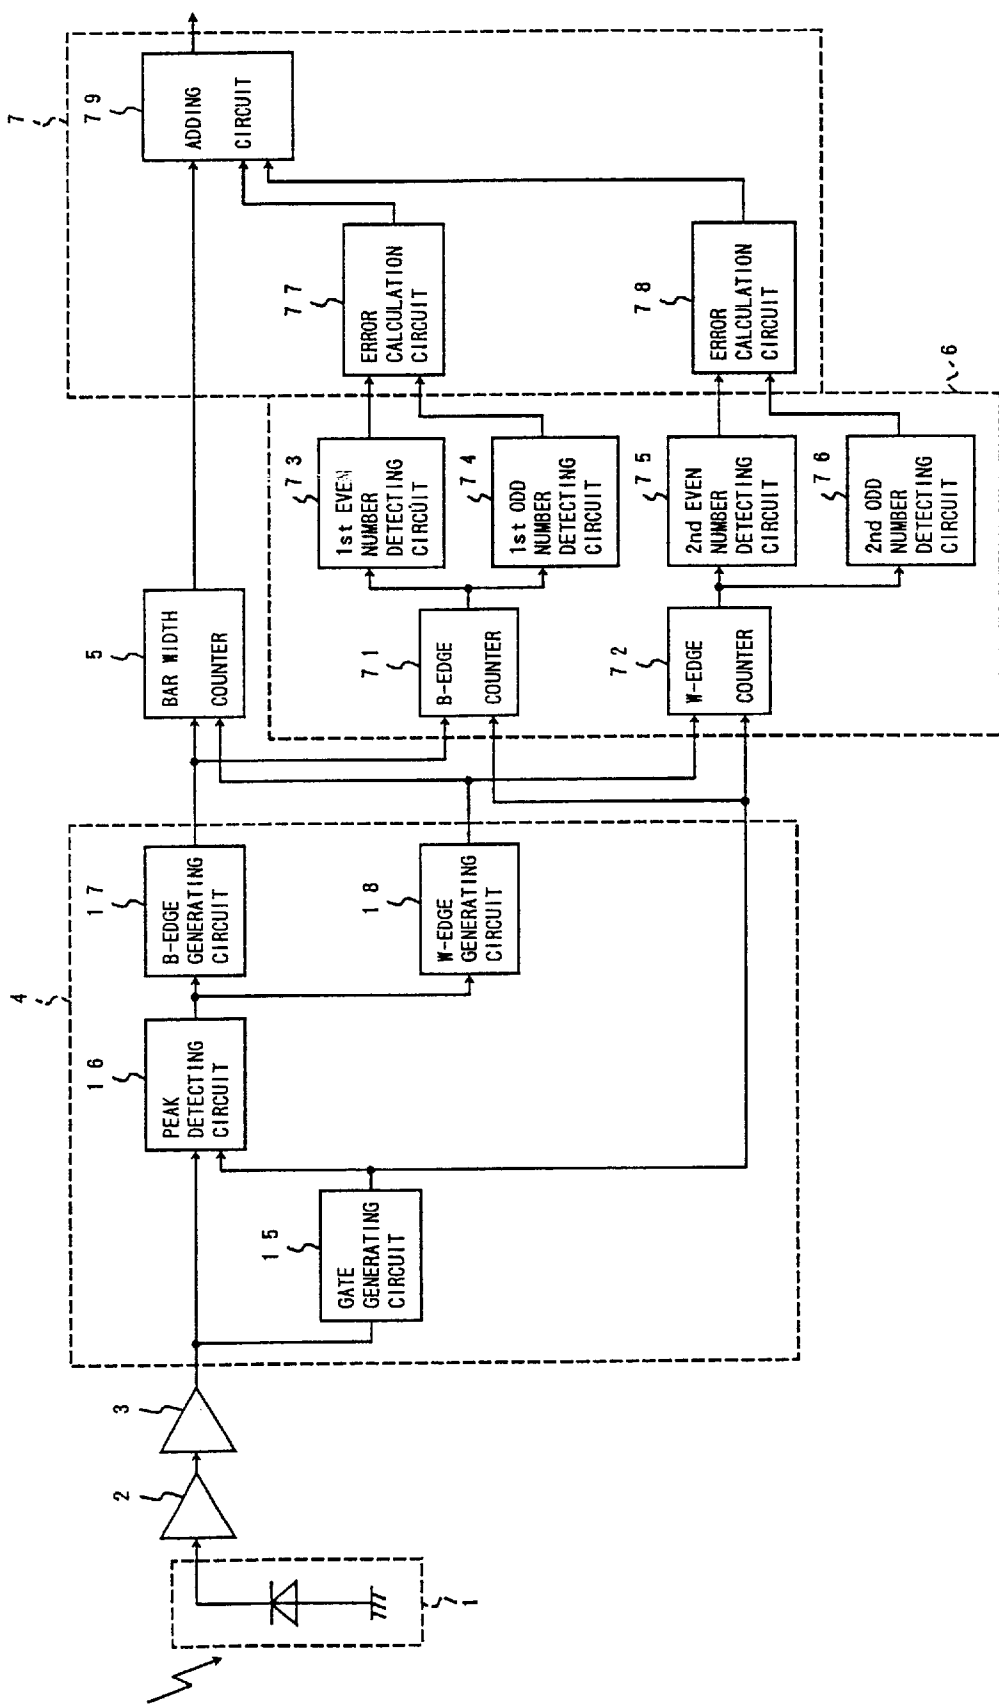 1
2
3
4
GATE
GENERATING
CIRCUIT
15
PEAK
DETECTING
CIRCUIT
16
B-EDGE
GENERATING
CIRCUIT
17
W-EDGE
GENERATING
CIRCUIT
18
BAR WIDTH
COUNTER
5
B-EDGE
COUNTER
71
W-EDGE
COUNTER
72
1st EVEN
NUMBER
DETECTING
CIRCUIT
73
1st ODD
NUMBER
DETECTING
CIRCUIT
74
2nd EVEN
NUMBER
DETECTING
CIRCUIT
75
2nd ODD
NUMBER
DETECTING
CIRCUIT
76
6
ERROR
CALCULATION
CIRCUIT
77
ERROR
CALCULATION
CIRCUIT
78
ADDING
CIRCUIT
79
7